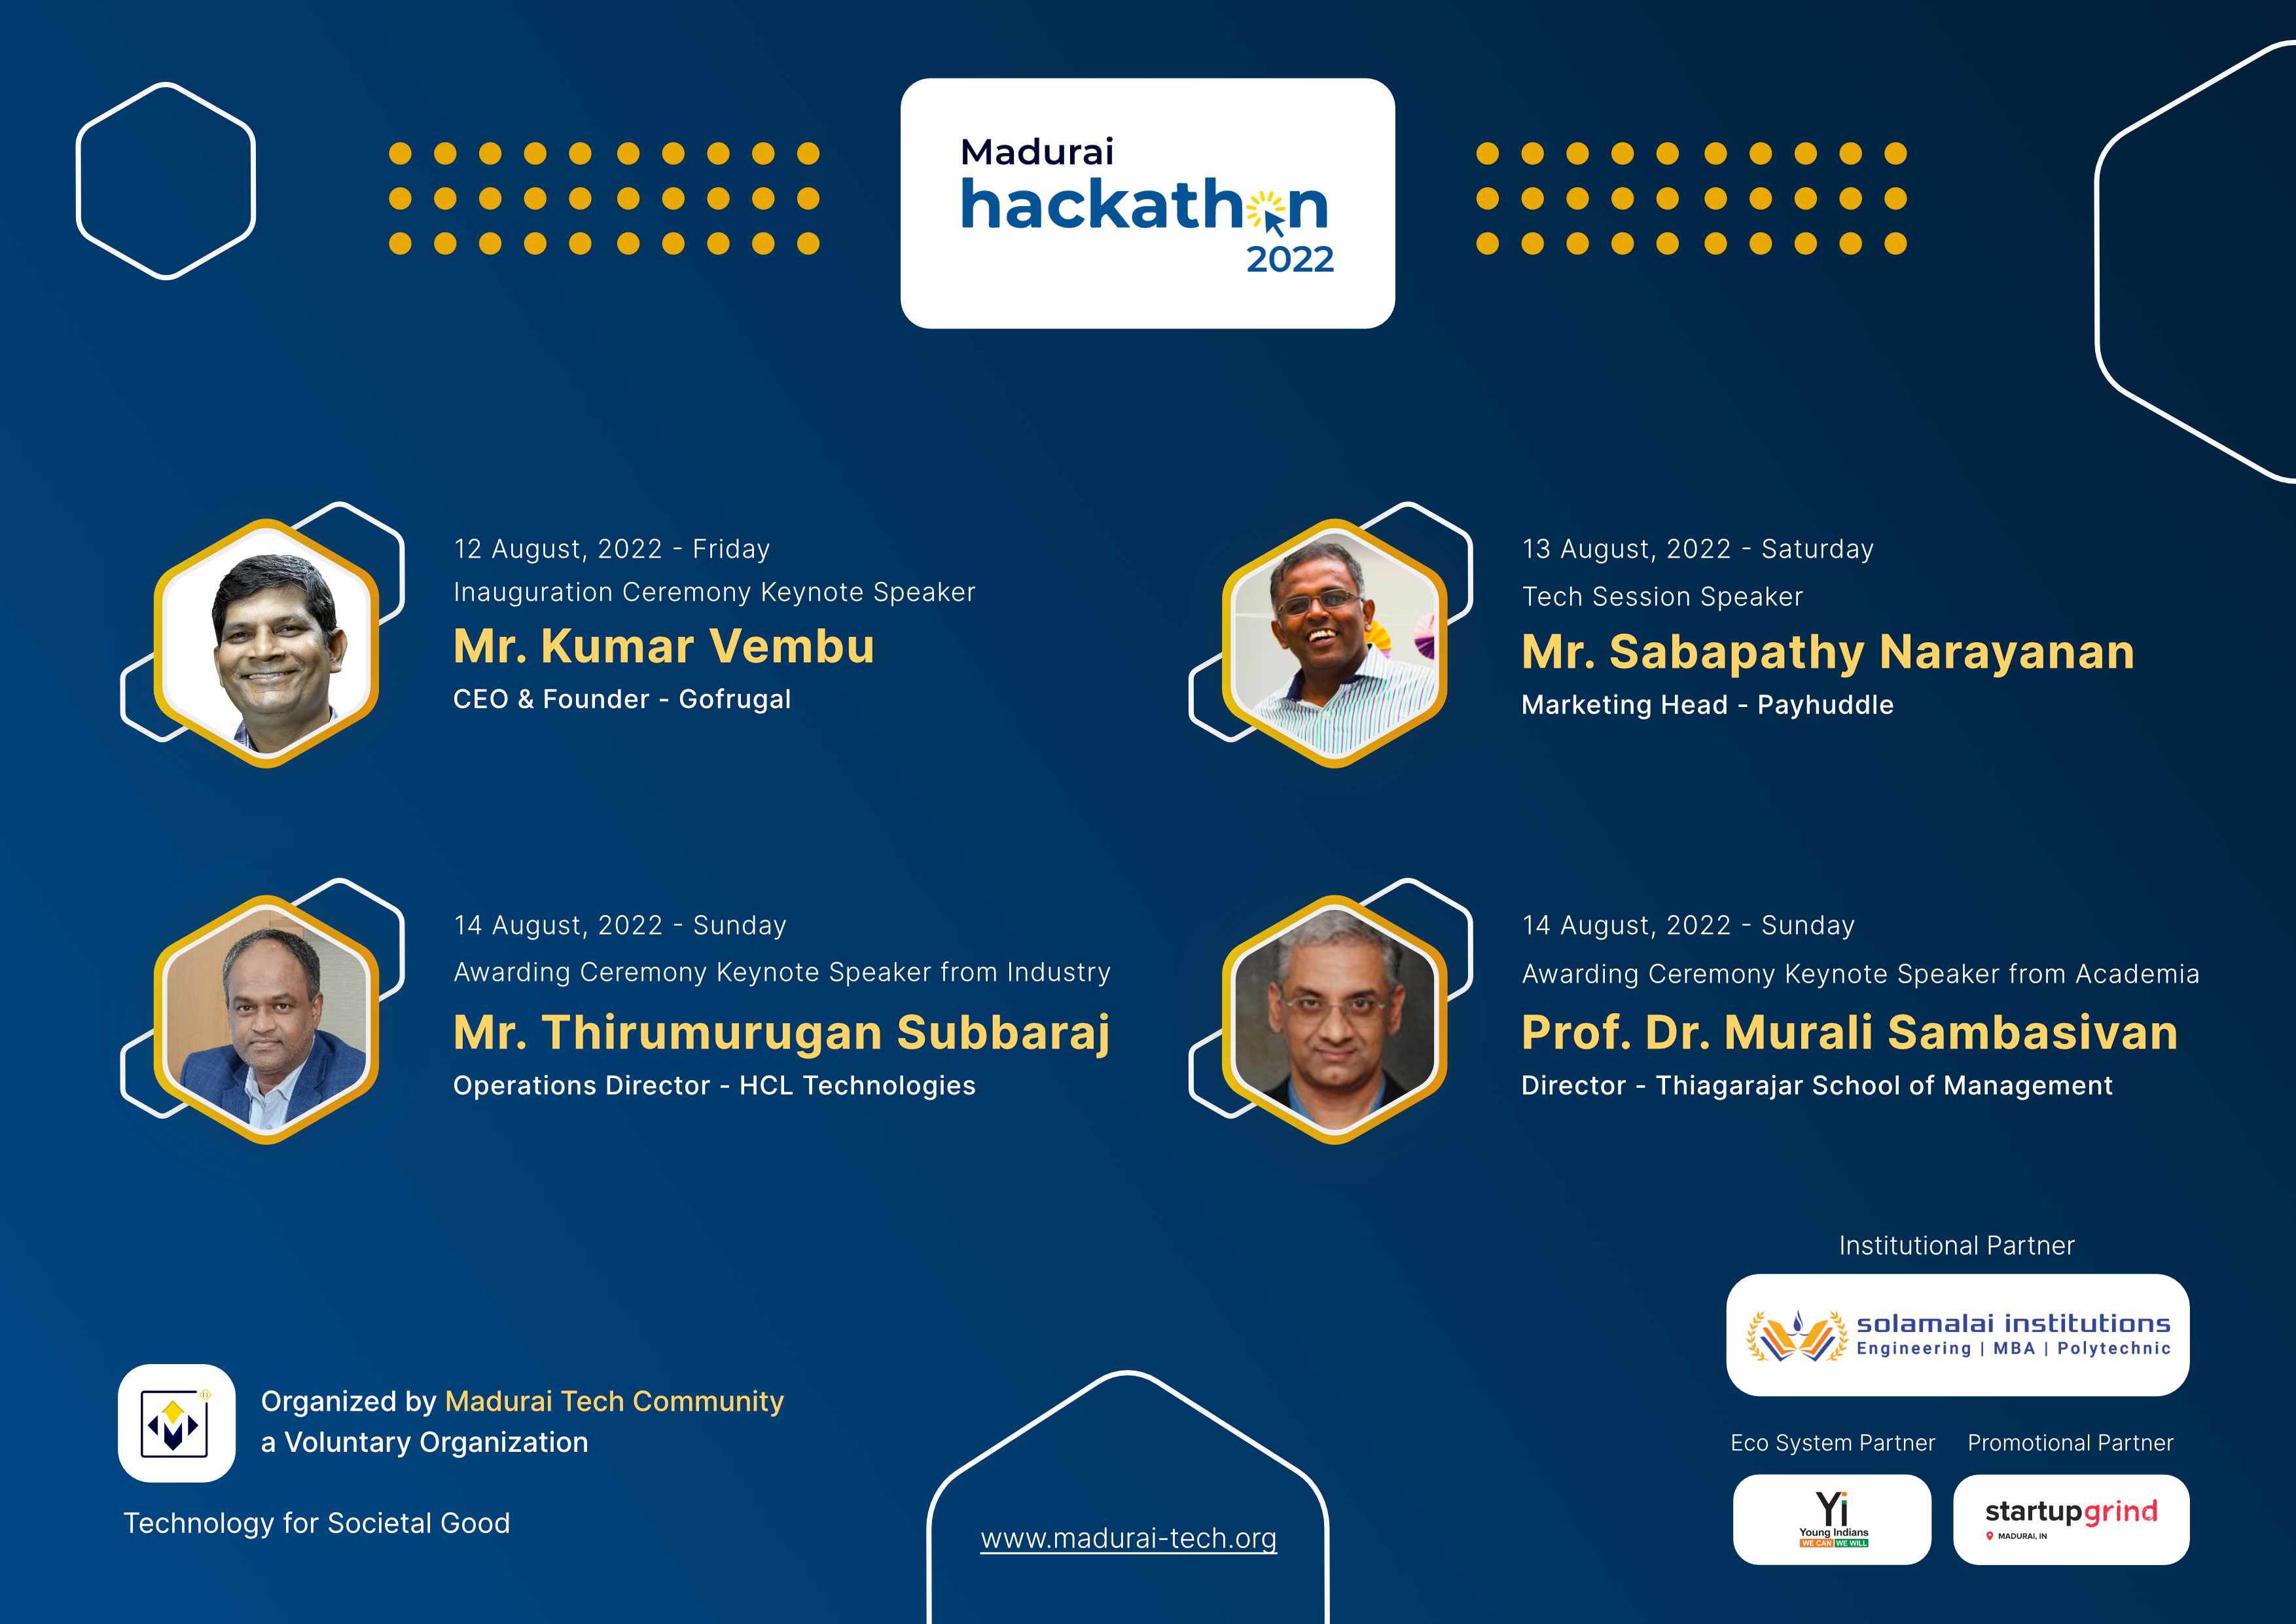 Madurai
hackathon
2022
12 August, 2022 - Friday
Inauguration Ceremony Keynote Speaker
Mr. Kumar Vembu
CEO & Founder - Gofrugal
13 August, 2022 - Saturday
Tech Session Speaker
Mr. Sabapathy Narayanan
Marketing Head - Payhuddle
14 August, 2022 - Sunday
Awarding Ceremony Keynote Speaker from Industry
Mr. Thirumurugan Subbaraj
Operations Director - HCL Technologies
14 August, 2022 - Sunday
Awarding Ceremony Keynote Speaker from Academia
Prof. Dr. Murali Sambasivan
Director - Thiagarajar School of Management
Organized by Madurai Tech Community
a Voluntary Organization
Technology for Societal Good
www.madurai-tech.org
Institutional Partner
solamalai institutions
Engineering | MBA | Polytechnic
Eco System Partner
Yi
Young Indians
WE CAN WE WILL
Promotional Partner
startupgrind
MADURAI, IN